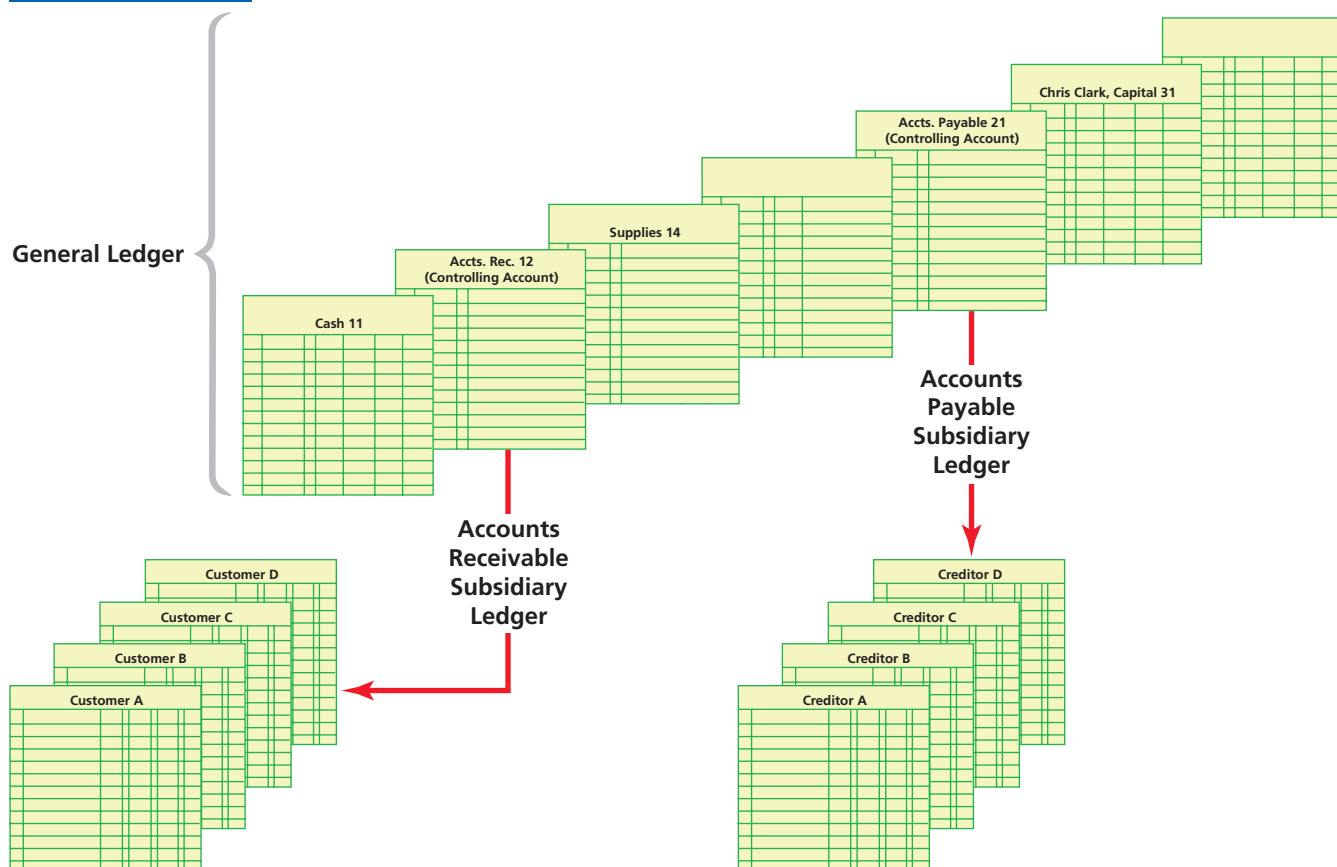 Chris Clark, Capital 31
Accts. Payable 21
(Controlling Account)
Supplies 14
General Ledger
Accts. Rec. 12
(Controlling Account)
Cash 11
Accounts
Payable
Subsidiary
Ledger
Accounts
Receivable
Subsidiary
Ledger
Customer D
Customer C
Customer B
Customer A
Creditor D
Creditor C
Creditor B
Creditor A